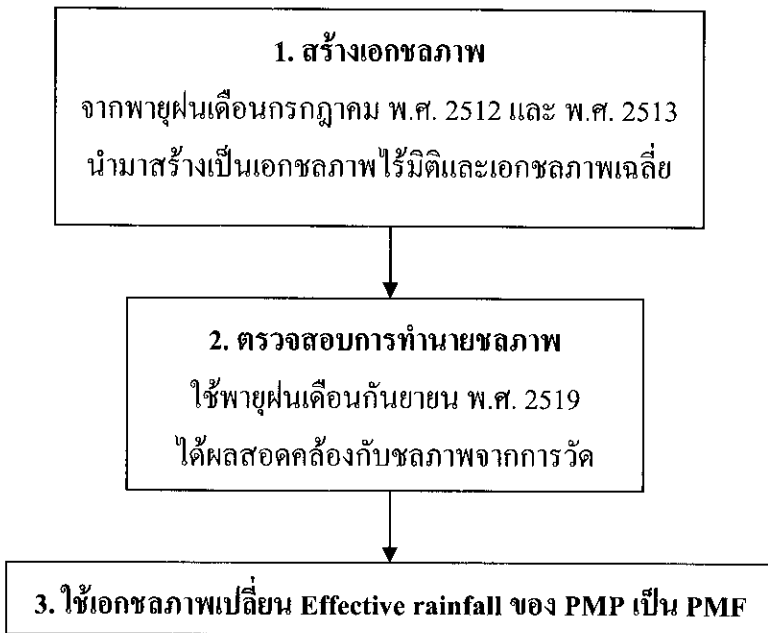 1. สร้างเอกชลภาพ
จากพายุฝนเดือนกรกฎาคม พ.ศ. 2512 และ พ.ศ. 2513
นำมาสร้างเป็นเอกชลภาพไร้มิติและเอกชลภาพเฉลี่ย
2. ตรวจสอบการทำนายชลภาพ
ใช้พายุฝนเดือนกันยายน พ.ศ. 2519
ได้ผลสอดคล้องกับชลภาพจากการวัด
3. ใช้เอกชลภาพเปลี่ยน Effective rainfall ของ PMP เป็น PMF